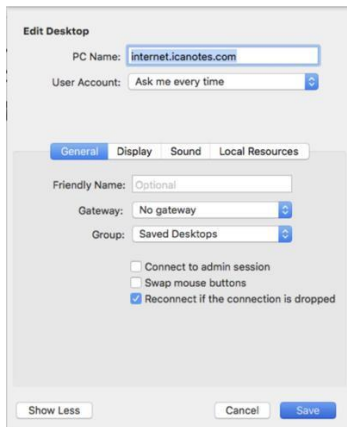 Edit Desktop
PC Name: internet.icanotes.com
User Account: Ask me every time
General Display Sound Local Resources
Friendly Name: Optional
Gateway: No gateway
Group: Saved Desktops
Connect to admin session
Swap mouse buttons
Reconnect if the connection is dropped
Show Less Cancel Save